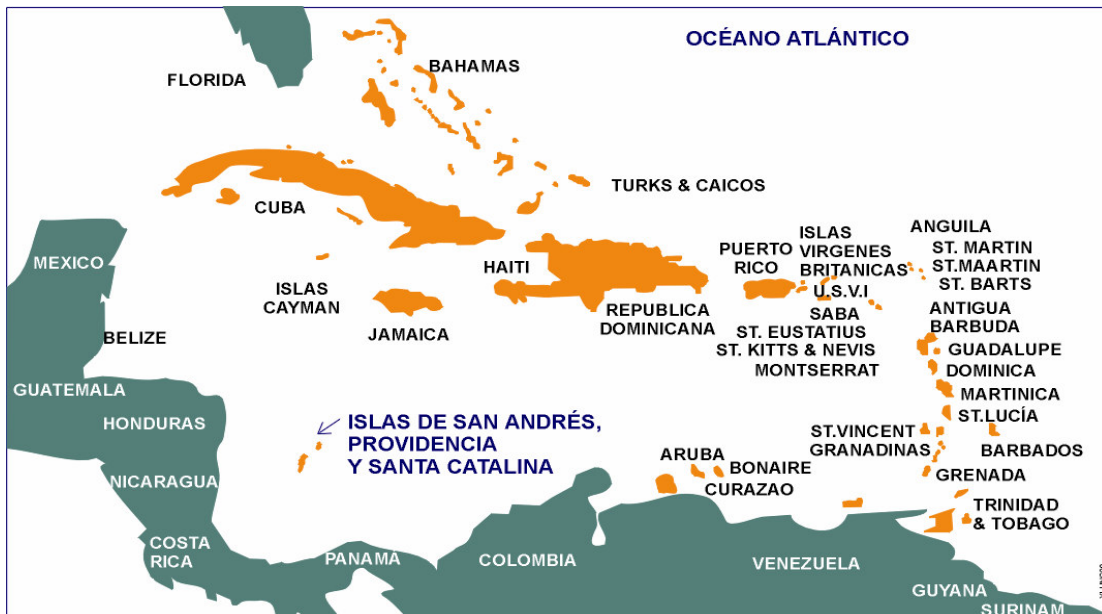 OCÉANO ATLÁNTICO
BAHAMAS
FLORIDA
TURKS & CAICOS
CUBA
ANGUILA
ISLAS
VIRGENES
BRITANICAS
PUERTO
RICO
ST. MARTIN
ST.MAARTIN
ST. BARTS
MEXICO
HAITI
ISLAS
CAYMAN
U.S.V.I
SABA
REPUBLICA
DOMINICANA
ANTIGUA
BARBUDA
JAMAICA
BELIZE
ST. EUSTATIUS
ST. KITTS & NEVIS
MONTSERRAT
GUADALUPE
DOMINICA
GUATEMALA
MARTINICA
HONDURAS
ISLAS DE SAN ANDRÉS,
PROVIDENCIA
Y SANTA CATALINA
ST.LUCÍA
ST.VINCENT
GRANADINAS
BARBADOS
ARUBA
BONAIRE
CURAZAO
GRENADA
NICARAGUA
TRINIDAD
& TOBAGO
COSTA
RICA
PANAMÁ
COLOMBIA
VENEZUELA
GUYANA
SURINAM